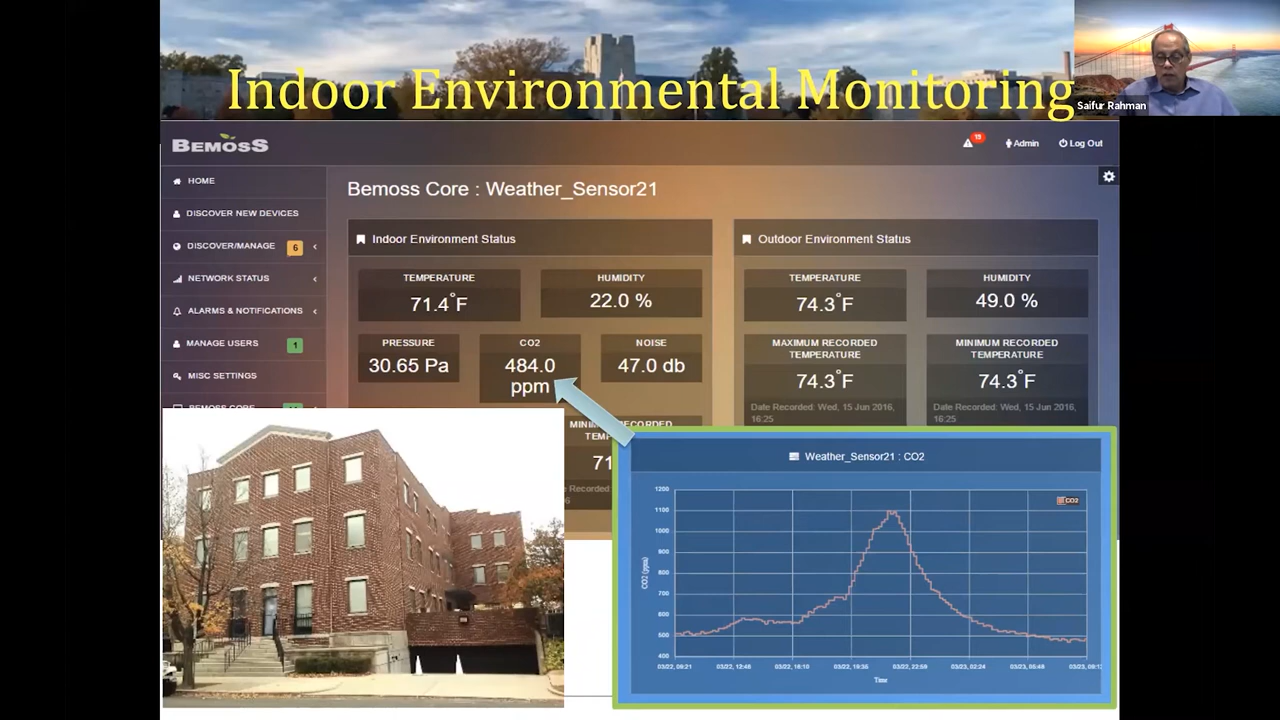 Indoor Environmental Monitoring
Saifur Rahman
BEMOSS
13
Admin
Log Out
HOME
DISCOVER NEW DEVICES
DISCOVER/MANAGE 6
NETWORK STATUS
ALARMS & NOTIFICATIONS
MANAGE USERS 1
MISC SETTINGS
BEMOSS CORE
Bemoss Core : Weather_Sensor21
Indoor Environment Status
TEMPERATURE
71.4°F
HUMIDITY
22.0 %
PRESSURE
30.65 Pa
CO2
484.0
ppm
NOISE
47.0 db
Outdoor Environment Status
TEMPERATURE
74.3°F
HUMIDITY
49.0 %
MAXIMUM RECORDED
TEMPERATURE
74.3°F
Date Recorded: Wed, 15 Jun 2016,
16:25
MINIMUM RECORDED
TEMPERATURE
74.3°F
Date Recorded: Wed, 15 Jun 2016,
16:25
Weather_Sensor21 : CO2
CO2
1200
1100
1000
900
800
700
600
500
400
03/22, 09:21 03/22, 12:46 03/22, 16:10 03/22, 19:35 03/22, 22:59 03/23, 02:24 03/23, 05:48
Time